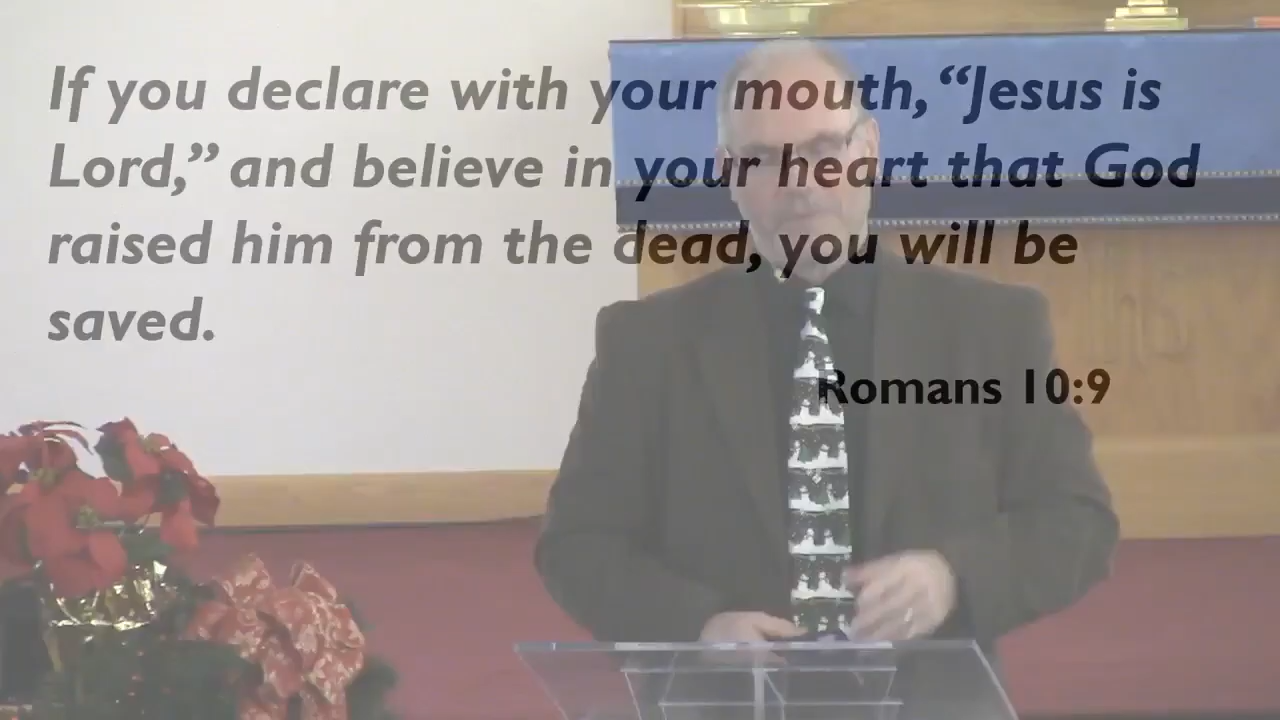 If you declare with your mouth, “Jesus is
Lord,” and believe in your heart that God
raised him from the dead, you will be
saved.
Romans 10:9